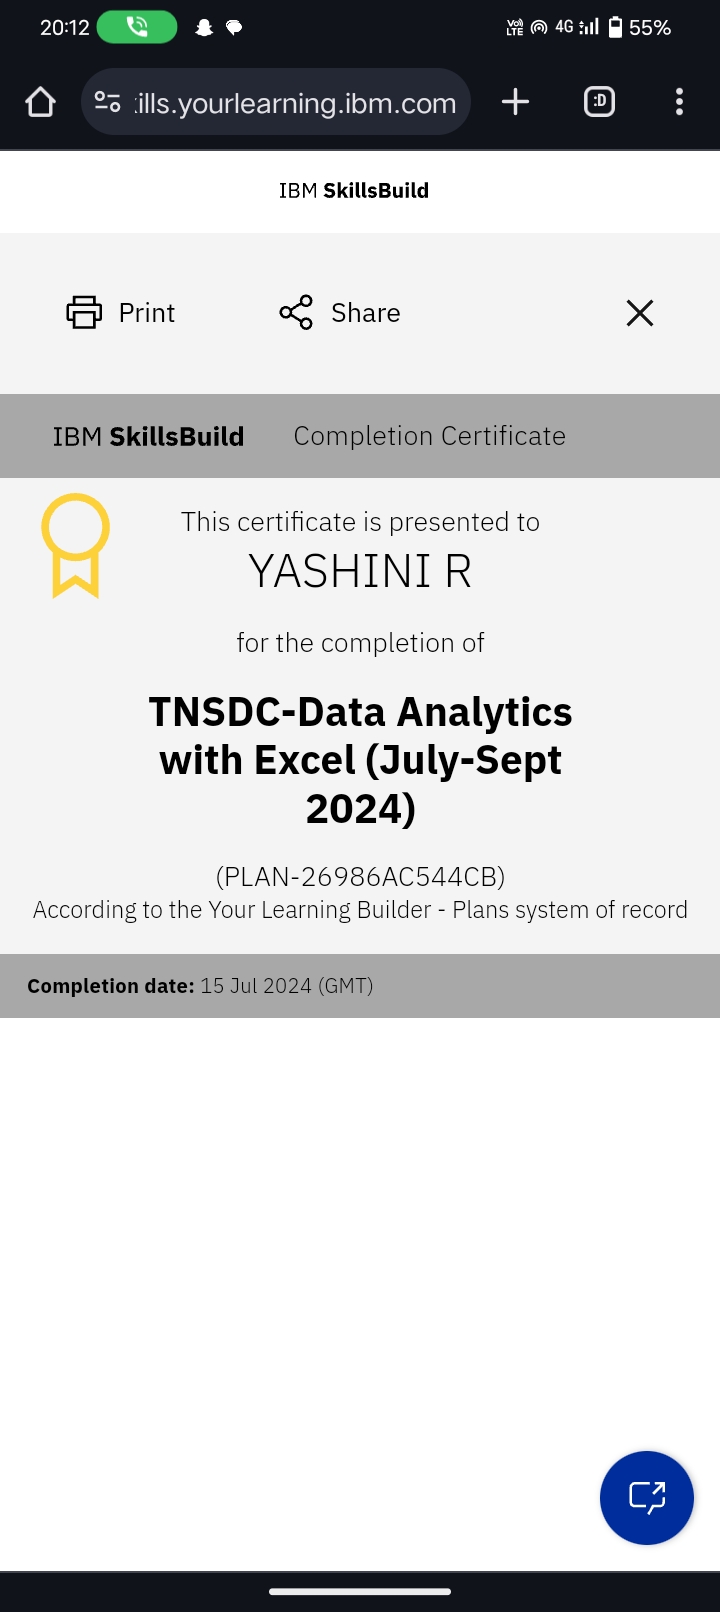 20:12 4G 55%
ills.yourlearning.ibm.com :D
IBM SkillsBuild
Print Share
IBM SkillsBuild Completion Certificate
This certificate is presented to
YASHINI R
for the completion of
TNSDC-Data Analytics
with Excel (July-Sept
2024)
(PLAN-26986AC544CB)
According to the Your Learning Builder - Plans system of record
Completion date: 15 Jul 2024 (GMT)